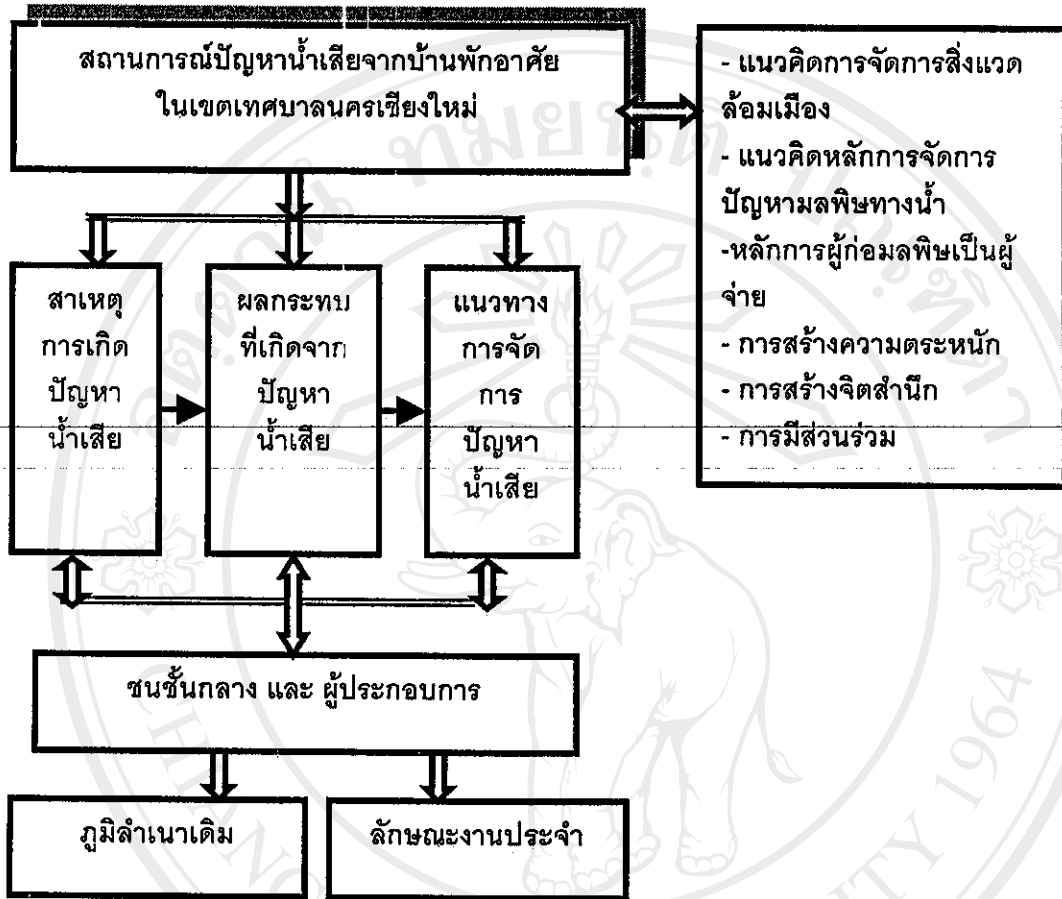 สถานการณ์ปัญหาน้ำเสียจากบ้านพักอาศัย
ในเขตเทศบาลนครเชียงใหม่
- แนวคิดการจัดการสิ่งแวด
ล้อมเมือง
- แนวคิดหลักการจัดการ
ปัญหามลพิษทางน้ำ
-หลักการผู้ก่อมลพิษเป็นผู้
จ่าย
- การสร้างความตระหนัก
- การสร้างจิตสำนึก
- การมีส่วนร่วม
สาเหตุ
การเกิด
ปัญหา
น้ำเสีย
ผลกระทบ
ที่เกิดจาก
ปัญหา
น้ำเสีย
แนวทาง
การจัด
การ
ปัญหา
น้ำเสีย
ชนชั้นกลาง และ ผู้ประกอบการ
ภูมิลำเนาเดิม
ลักษณะงานประจำ
1964